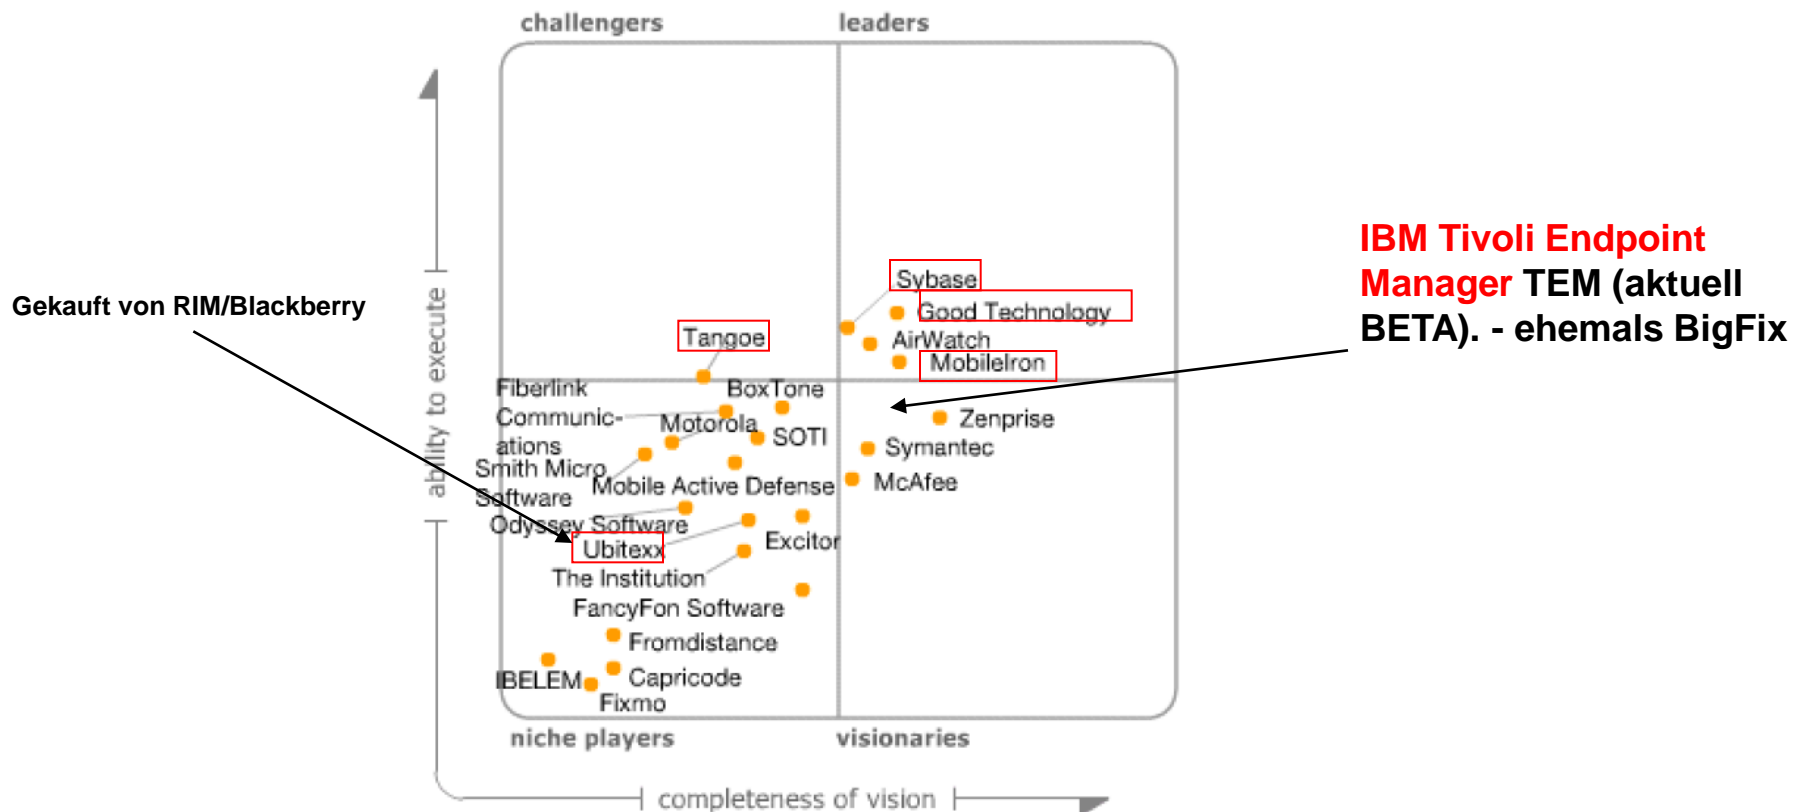 challengers
leaders
ability to execute
Gekauft von RIM/Blackberry
IBM Tivoli Endpoint
Manager TEM (aktuell
BETA). - ehemals BigFix
Sybase
Good Technology
AirWatch
MobileIron
Tangoe
Fiberlink
Communic-
ations
BoxTone
Motorola
SOTI
Smith Micro
Software
Mobile Active Defense
Odyssey Software
Ubitexx
Excitor
The Institution
FancyFon Software
Fromdistance
IBELEM
Capricode
Fixmo
Zenprise
Symantec
McAfee
niche players
visionaries
completeness of vision